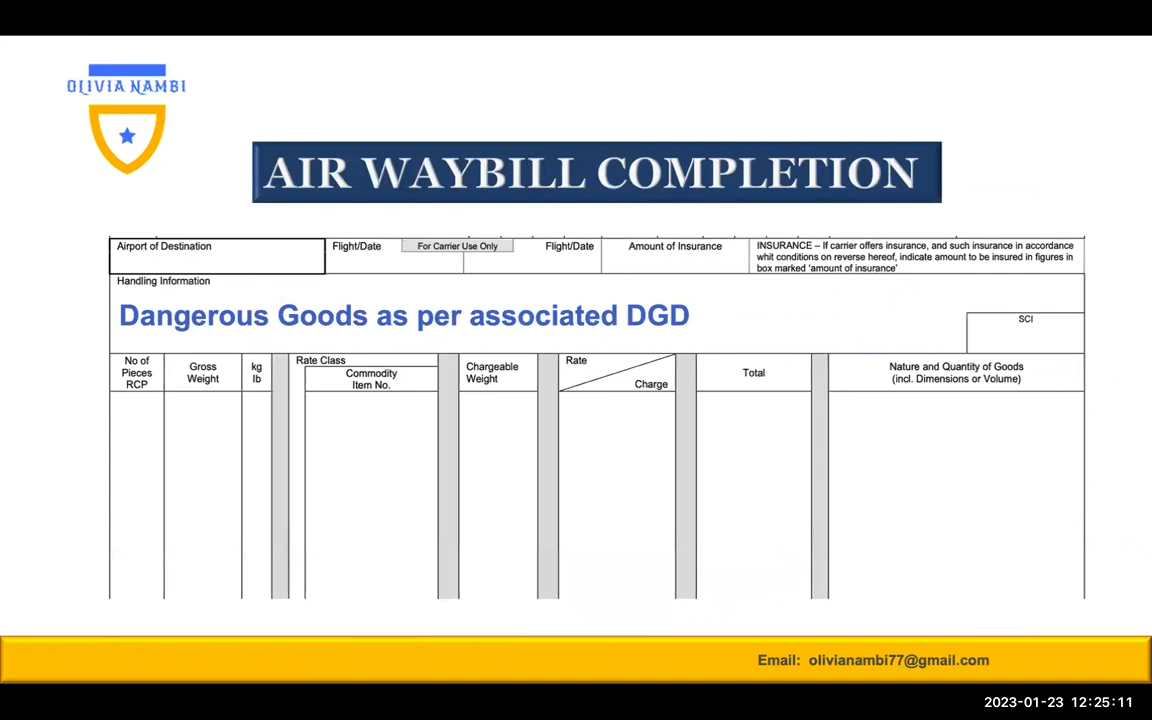 OLIVIA NAMBI
AIR WAYBILL COMPLETION
Airport of Destination
Flight/Date
For Carrier Use Only
Flight/Date
Amount of Insurance
INSURANCE – If carrier offers insurance, and such insurance in accordance
whit conditions on reverse hereof, indicate amount to be insured in figures in
box marked ‘amount of insurance’
Handling Information
Dangerous Goods as per associated DGD
SCI
No of
Pieces
RCP
Gross
Weight
kg
lb
Rate Class
Commodity
Item No.
Chargeable
Weight
Rate
Charge
Total
Nature and Quantity of Goods
(incl. Dimensions or Volume)
Email: olivianambi77@gmail.com
2023-01-23 12:25:11